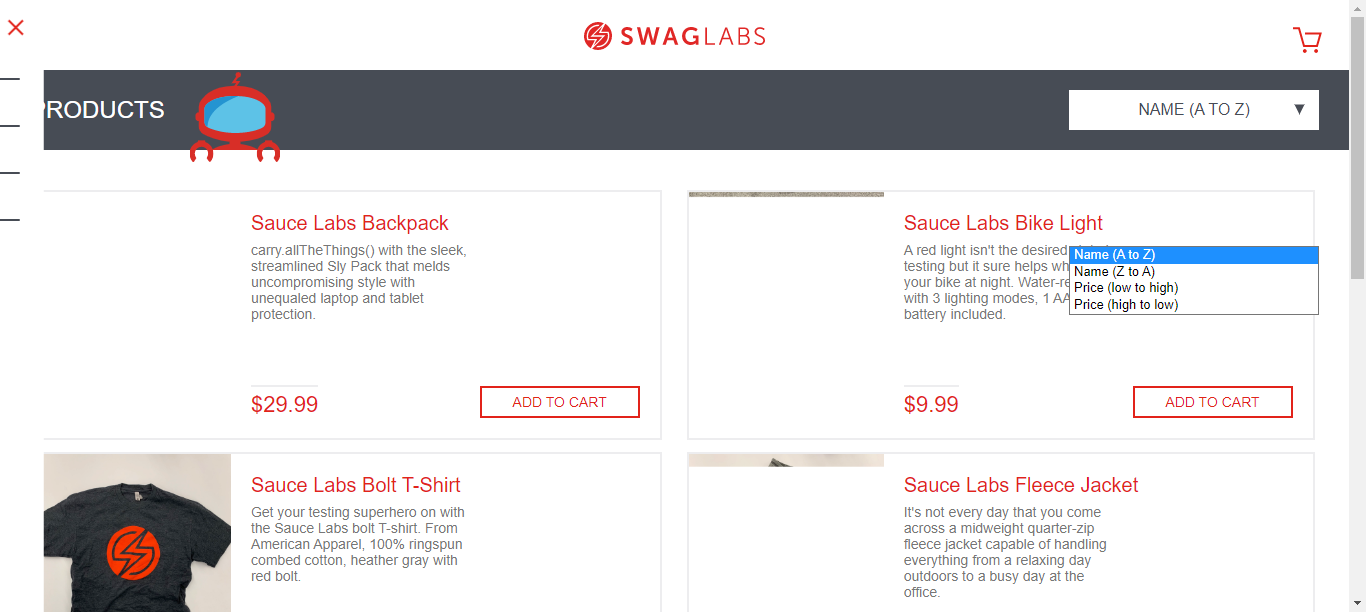 SWAGLABS
PRODUCTS
NAME (A TO Z) ▼
Sauce Labs Backpack
carry.allTheThings() with the sleek,
streamlined Sly Pack that melds
uncompromising style with
unequaled laptop and tablet
protection.
$29.99
ADD TO CART
Sauce Labs Bike Light
A red light isn't the desired
testing but it sure helps wh
your bike at night. Water-re
with 3 lighting modes, 1 AA
battery included.
Name (A to Z)
Name (Z to A)
Price (low to high)
Price (high to low)
$9.99
ADD TO CART
Sauce Labs Bolt T-Shirt
Get your testing superhero on with
the Sauce Labs bolt T-shirt. From
American Apparel, 100% ringspun
combed cotton, heather gray with
red bolt.
Sauce Labs Fleece Jacket
It's not every day that you come
across a midweight quarter-zip
fleece jacket capable of handling
everything from a relaxing day
outdoors to a busy day at the
office.